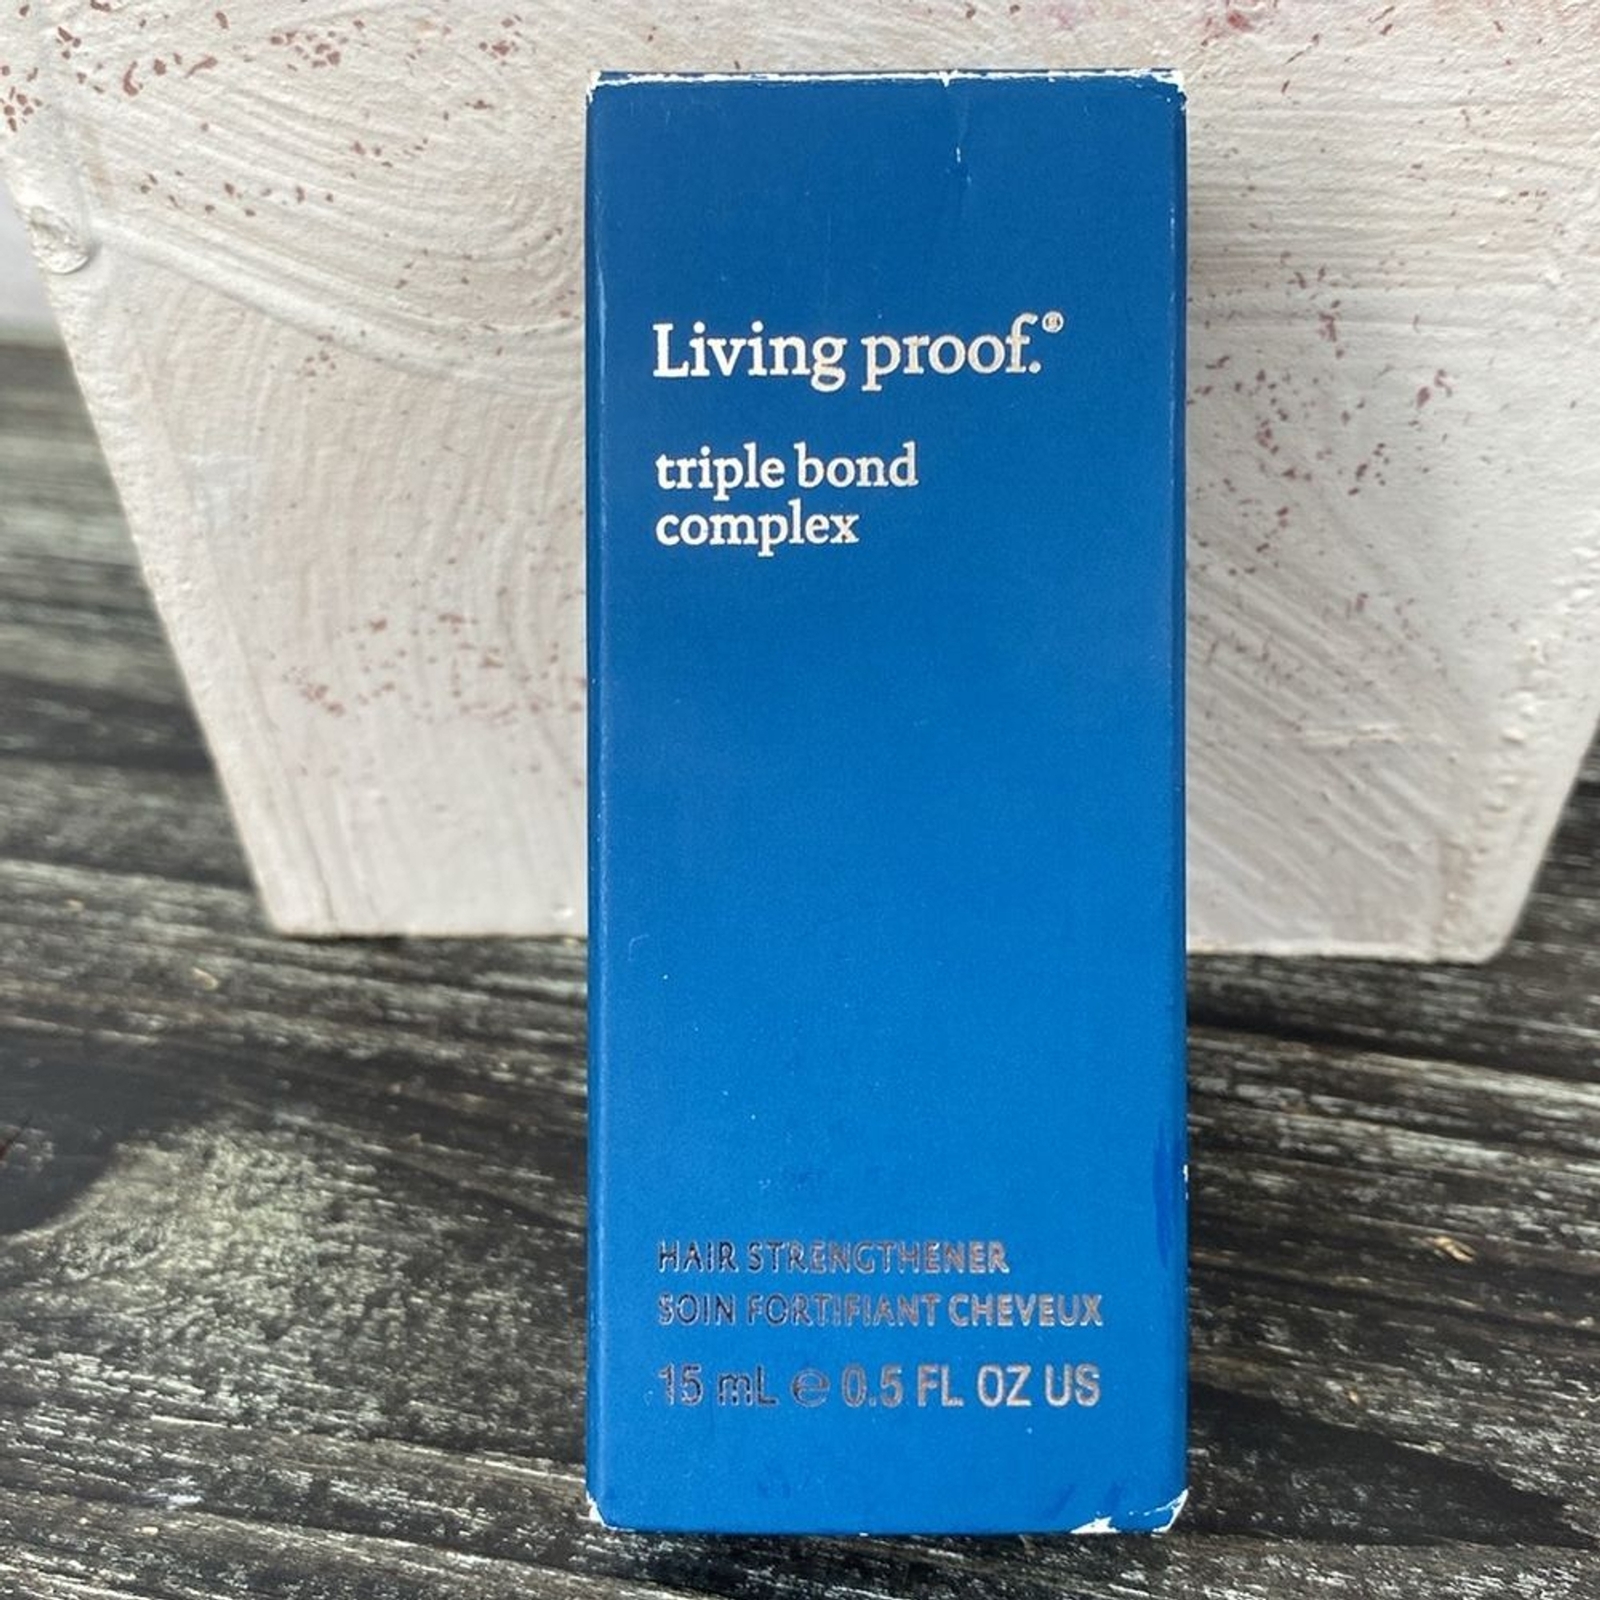 Living proof.®
triple bond
complex
HAIR STRENGTHENER
SOIN FORTIFIANT CHEVEUX
15 mL e 0.5 FL OZ US